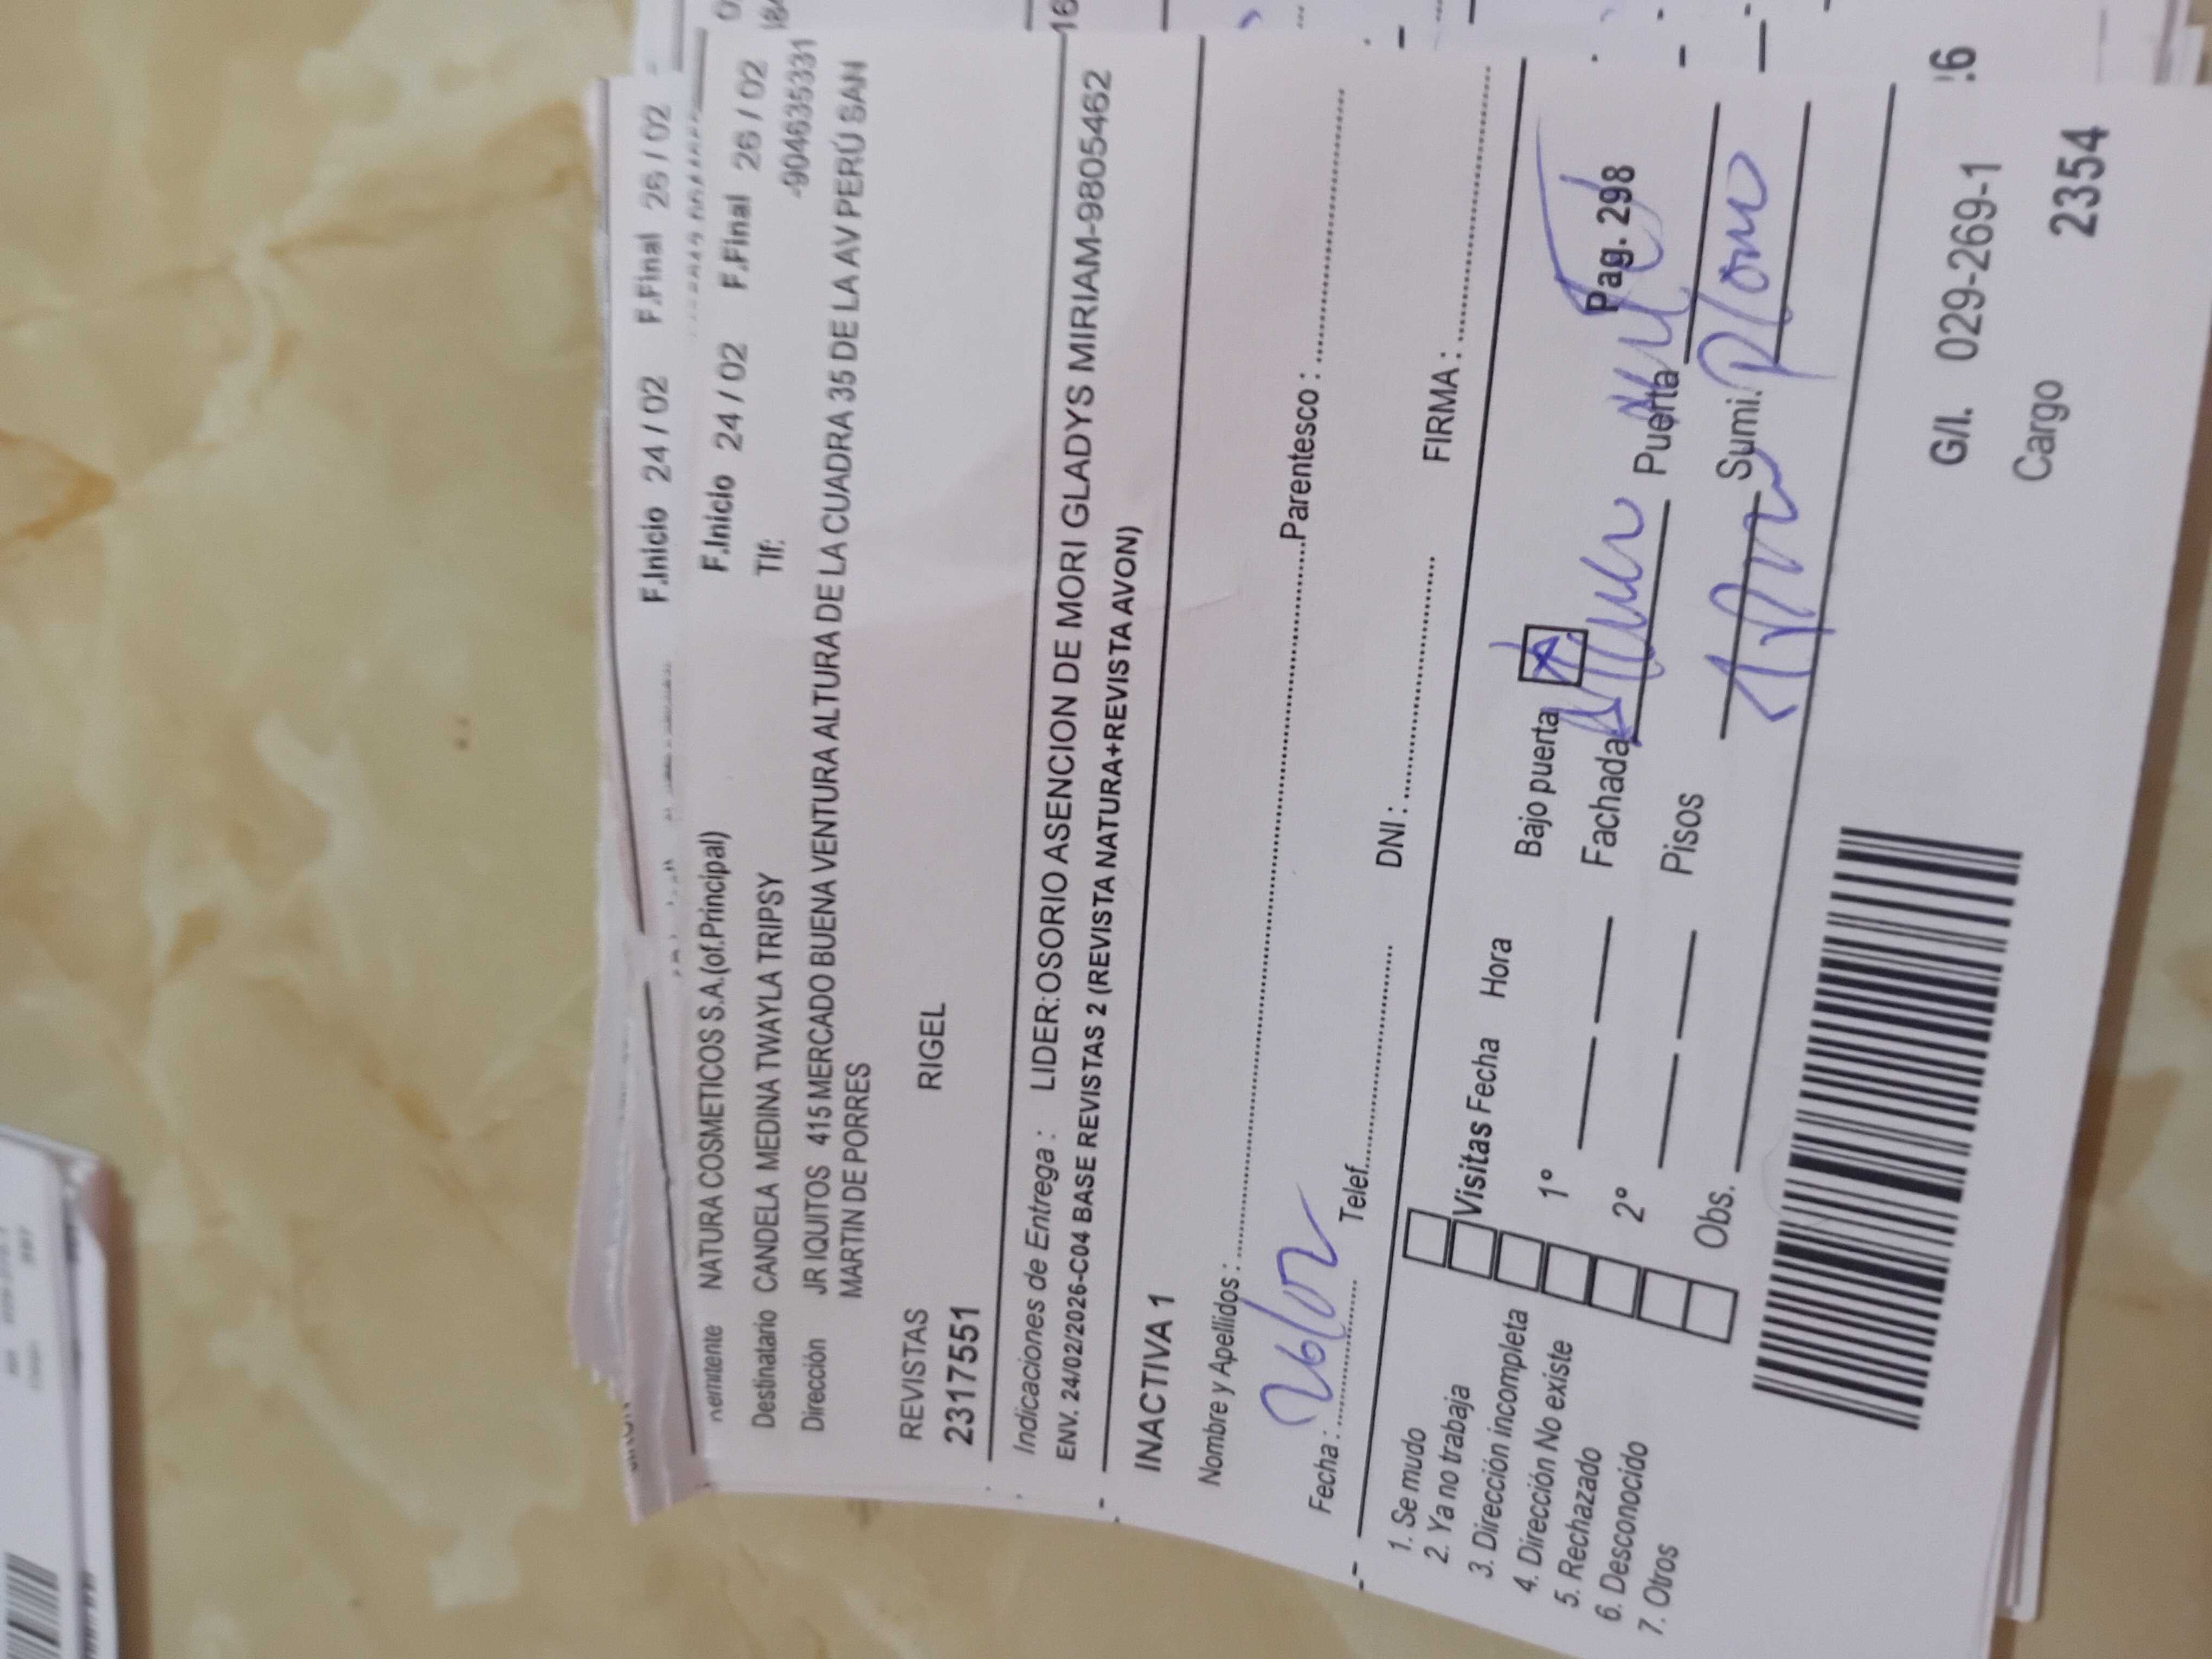 F.Inicio 24 / 02 F.Final 26 / 02
NATURA COSMETICOS S.A.(of.Principal) F.Inicio 24 / 02 F.Final 26 / 02
Destinatario CANDELA MEDINA TWAYLA TRIPSY Tlf: -904635331
Dirección JR IQUITOS 415 MERCADO BUENA VENTURA ALTURA DE LA CUADRA 35 DE LA AV PERÚ SAN
MARTIN DE PORRES
REVISTAS RIGEL
2317551
Indicaciones de Entrega : LIDER:OSORIO ASENCION DE MORI GLADYS MIRIAM-9805462
ENV. 24/02/2026-C04 BASE REVISTAS 2 (REVISTA NATURA+REVISTA AVON)
INACTIVA 1
Nombre y Apellidos : Parentesco :
Fecha : 26/02 Telef. DNI : FIRMA :
1. Se mudo
2. Ya no trabaja
3. Dirección incompleta
4. Dirección No existe
5. Rechazado
6. Desconocido
7. Otros
Visitas Fecha Hora Bajo puerta
1º Fachada Puerta Pag. 298
2º Pisos Sumi. Plomo
Obs.
G/I. 029-269-1
Cargo 2354